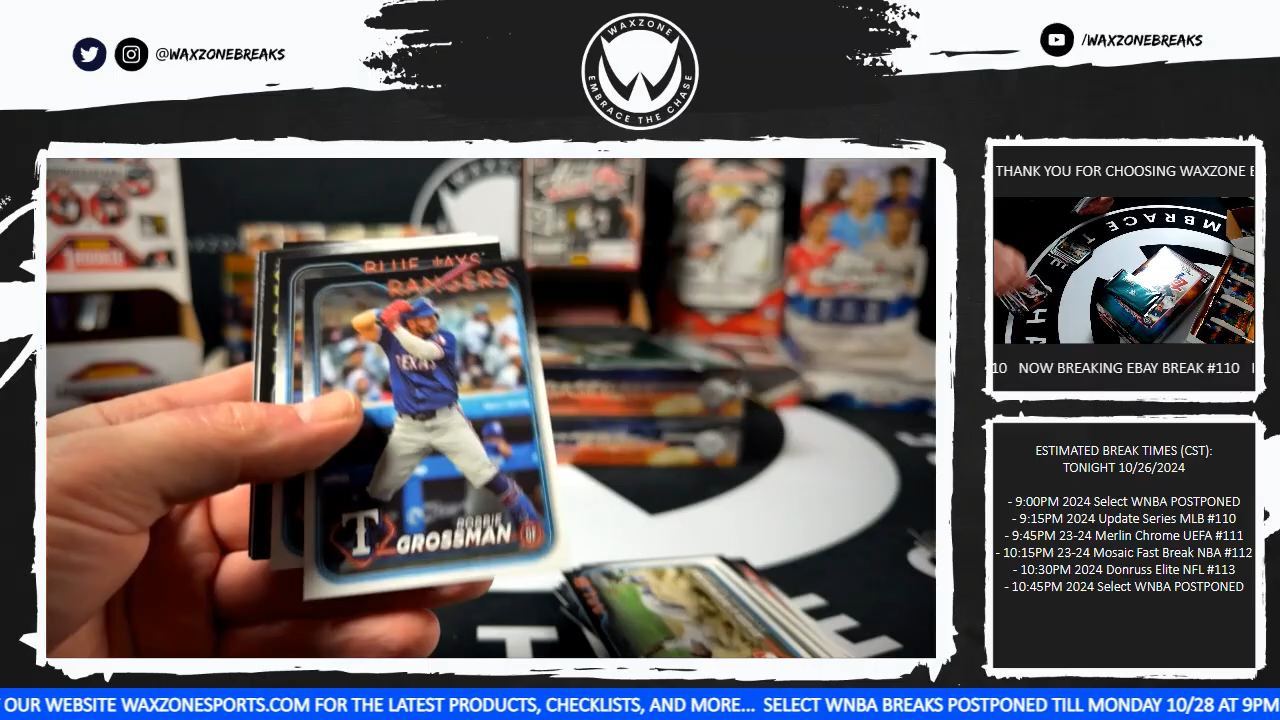 @WAXZONEBREAKS
WAXZONE
EMBRACE THE CHASE
/WAXZONEBREAKS
BLUE JAYS
RANGERS
TEXAS
T
ROBBIE
GROSSMAN
THANK YOU FOR CHOOSING WAXZONE
MBRACE
10 NOW BREAKING EBAY BREAK #110
ESTIMATED BREAK TIMES (CST):
TONIGHT 10/26/2024
- 9:00PM 2024 Select WNBA POSTPONED
- 9:15PM 2024 Update Series MLB #110
- 9:45PM 23-24 Merlin Chrome UEFA #111
- 10:15PM 23-24 Mosaic Fast Break NBA #112
- 10:30PM 2024 Donruss Elite NFL #113
- 10:45PM 2024 Select WNBA POSTPONED
OUR WEBSITE WAXZONESPORTS.COM FOR THE LATEST PRODUCTS, CHECKLISTS, AND MORE... SELECT WNBA BREAKS POSTPONED TILL MONDAY 10/28 AT 9PM